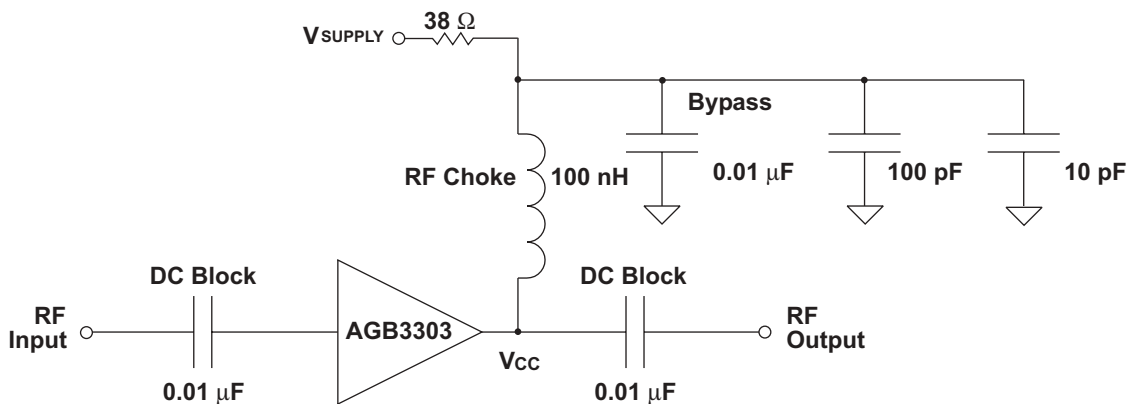 38 Ω
VSUPPLY
Bypass
RF Choke
100 nH
0.01 μF
100 pF
10 pF
DC Block
DC Block
RF
Input
AGB3303
RF
Output
VCC
0.01 μF
0.01 μF